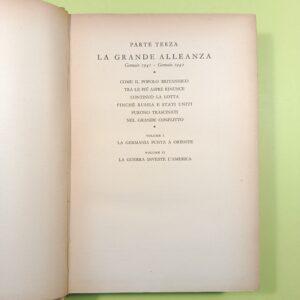 PARTE TERZA
LA GRANDE ALLEANZA
Gennaio 1941 - Gennaio 1942
COME IL POPOLO BRITANNICO
TRA LE PIÙ ASPRE RINUNCE
CONTINUÒ LA LOTTA
FINCHÉ RUSSIA E STATI UNITI
FURONO TRASCINATI
NEL GRANDE CONFLITTO
VOLUME I
LA GERMANIA PUNTA A ORIENTE
VOLUME II
LA GUERRA INVESTE L'AMERICA